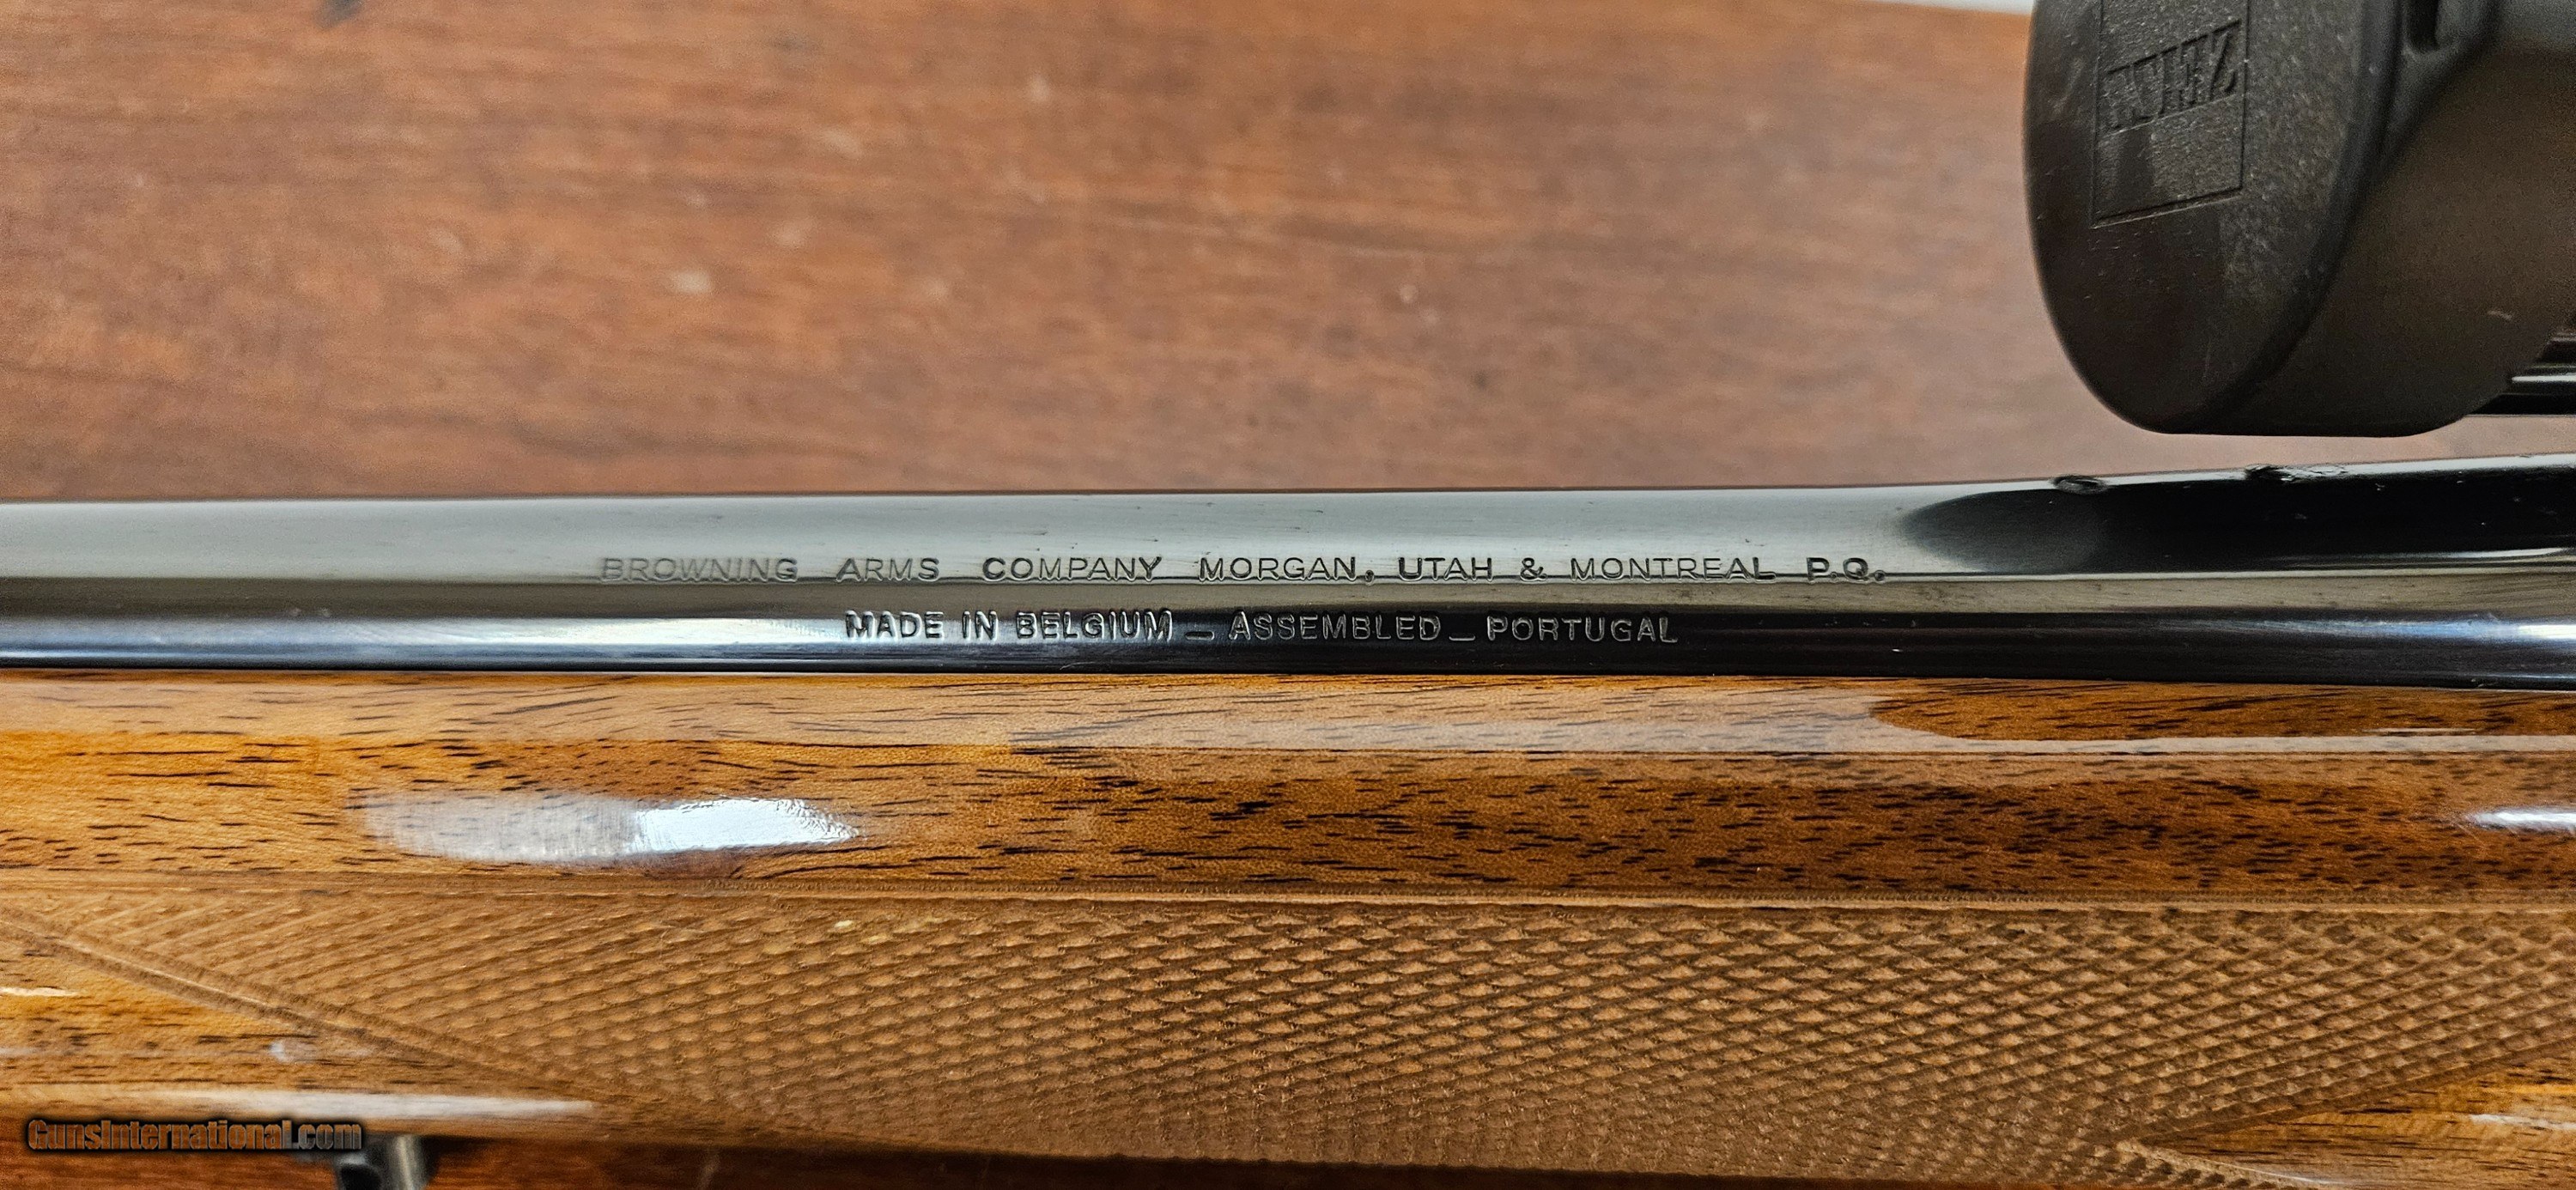 ZEISS
BROWNING ARMS COMPANY MORGAN, UTAH & MONTREAL P.Q.
MADE IN BELGIUM _ ASSEMBLED _ PORTUGAL
GunsInternational.com